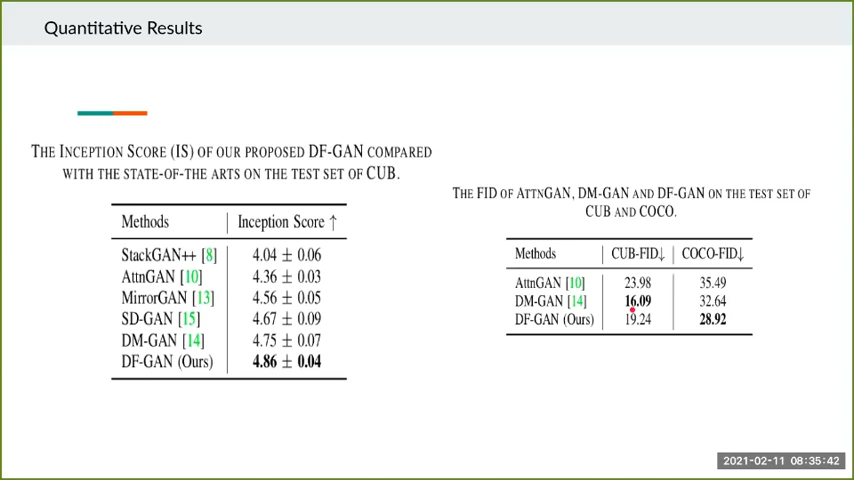 Quantitative Results
THE INCEPTION SCORE (IS) OF OUR PROPOSED DF-GAN COMPARED
WITH THE STATE-OF-THE ARTS ON THE TEST SET OF CUB.
Methods Inception Score ↑
StackGAN++ [8] 4.04 ± 0.06
AttnGAN [10] 4.36 ± 0.03
MirrorGAN [13] 4.56 ± 0.05
SD-GAN [15] 4.67 ± 0.09
DM-GAN [14] 4.75 ± 0.07
DF-GAN (Ours) 4.86 ± 0.04
THE FID OF ATTNGAN, DM-GAN AND DF-GAN ON THE TEST SET OF
CUB AND COCO.
Methods CUB-FID↓ COCO-FID↓
AttnGAN [10] 23.98 35.49
DM-GAN [14] 16.09 32.64
DF-GAN (Ours) 19.24 28.92
2021-02-11 08:35:42